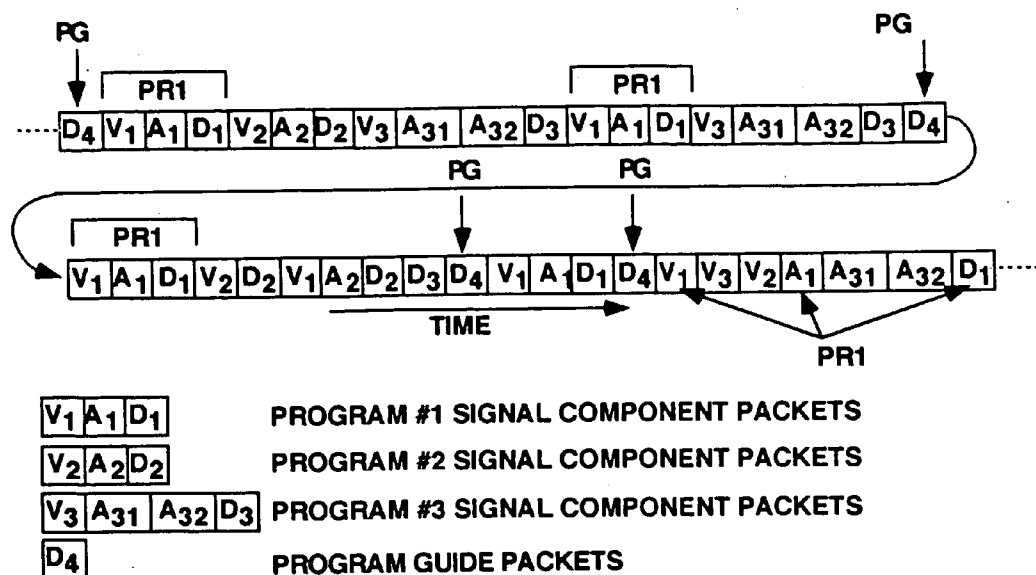 PG
PG
PR1
PR1
D4 V1 A1 D1 V2 A2 D2 V3 A31 A32 D3 V1 A1 D1 V3 A31 A32 D3 D4
PG
PG
PR1
V1 A1 D1 V2 D2 V1 A2 D2 D3 D4 V1 A1 D1 D4 V1 V3 V2 A1 A31 A32 D1
TIME
PR1
V1 A1 D1 PROGRAM #1 SIGNAL COMPONENT PACKETS
V2 A2 D2 PROGRAM #2 SIGNAL COMPONENT PACKETS
V3 A31 A32 D3 PROGRAM #3 SIGNAL COMPONENT PACKETS
D4 PROGRAM GUIDE PACKETS